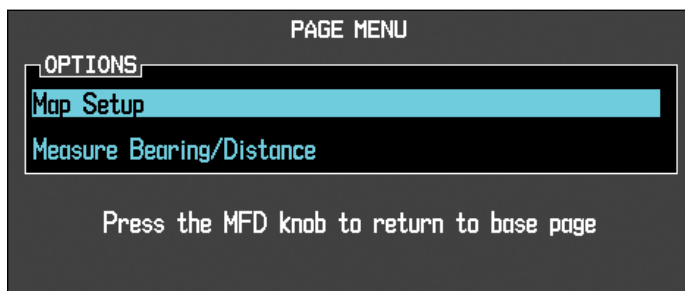 PAGE MENU
OPTIONS
Map Setup
Measure Bearing/Distance
Press the MFD knob to return to base page